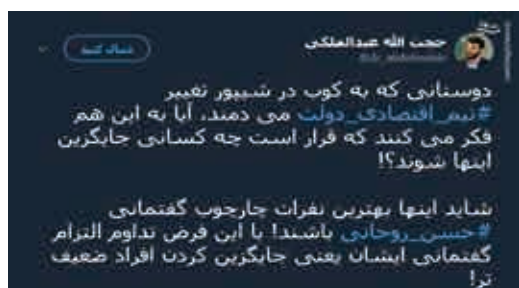 حجت الله عبدالملکی
دنبال کنید
دوستانی که به کوب در شیپور تغییر
#تیم_اقتصادی_دولت می دمند، آیا به این هم
فکر می کنند که قرار است چه کسانی جایگزین
اینها شوند؟!
شاید اینها بهترین نفرات چارچوب گفتمانی
#حسن_روحانی باشند! با این فرض تداوم التزام
گفتمانی ایشان یعنی جایگزین کردن افراد ضعیف
تر!